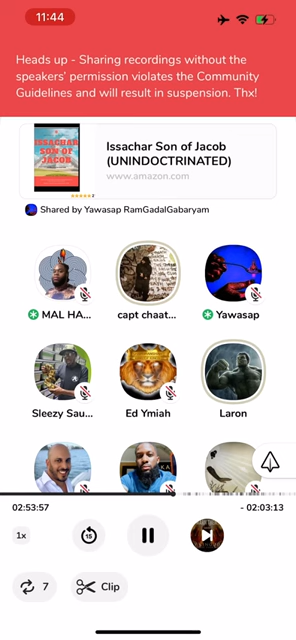 11:44
Heads up - Sharing recordings without the
speakers' permission violates the Community
Guidelines and will result in suspension. Thx!
ISSACHAR
SON OF
JACOB
Issachar Son of Jacob
(UNINDOCTRINATED)
www.amazon.com
Shared by Yawasap RamGadalGabaryam
MAL HA... capt chaat... Yawasap
Sleezy Sau... Ed Ymiah Laron
02:53:57 - 02:03:13
1x 15
7 Clip